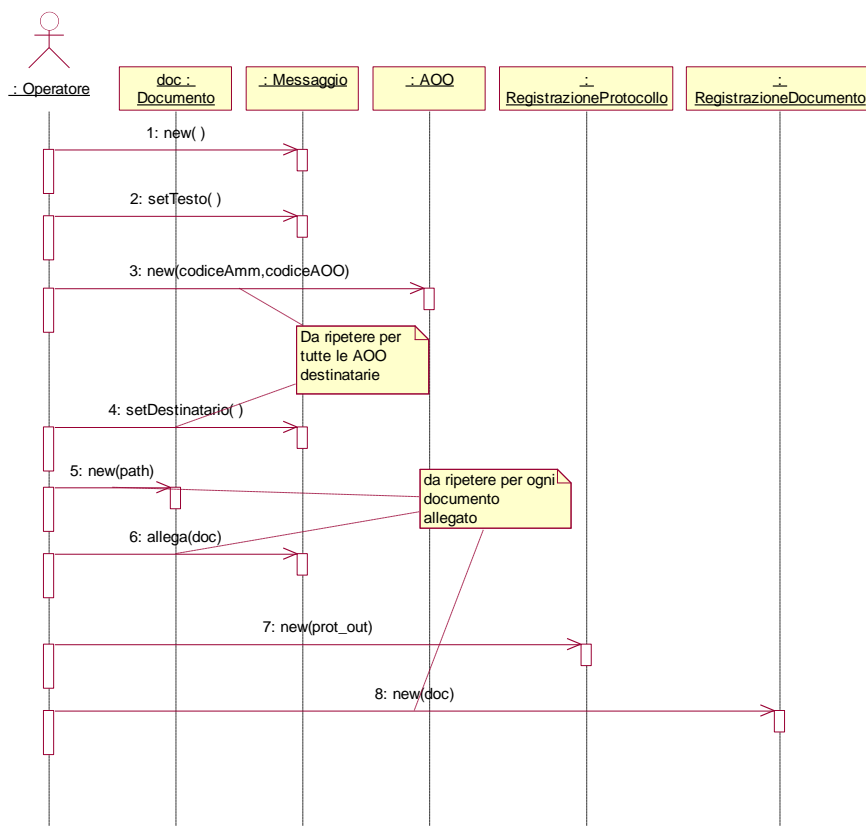 : Operatore
doc :
Documento
: Messaggio
: AOO
:
RegistrazioneProtocollo
:
RegistrazioneDocumento
1: new( )
2: setTesto( )
3: new(codiceAmm,codiceAOO)
Da ripetere per
tutte le AOO
destinatarie
4: setDestinatario( )
5: new(path)
da ripetere per ogni
documento
allegato
6: allega(doc)
7: new(prot_out)
8: new(doc)